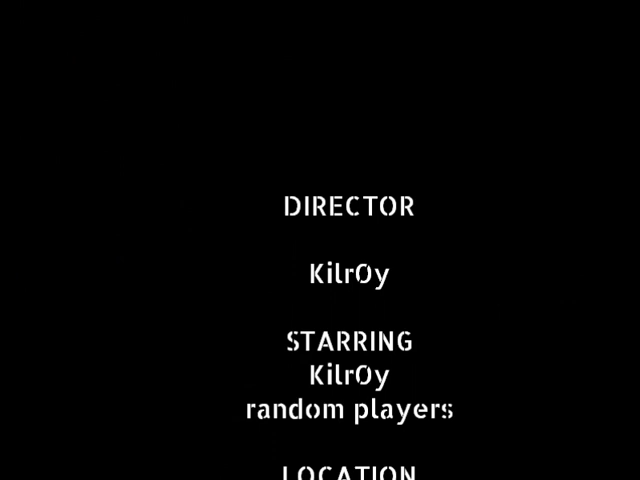 DIRECTOR
Kilr0y
STARRING
Kilr0y
random players
LOCATION